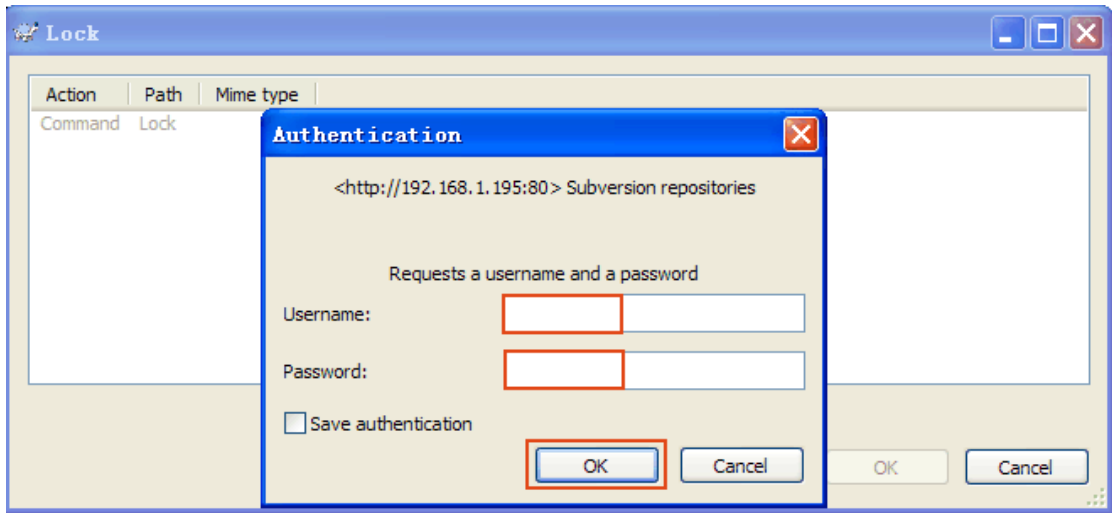 Lock
Action Path Mime type
Command Lock
Authentication
<http://192.168.1.195:80> Subversion repositories
Requests a username and a password
Username:
Password:
Save authentication
OK Cancel
OK Cancel